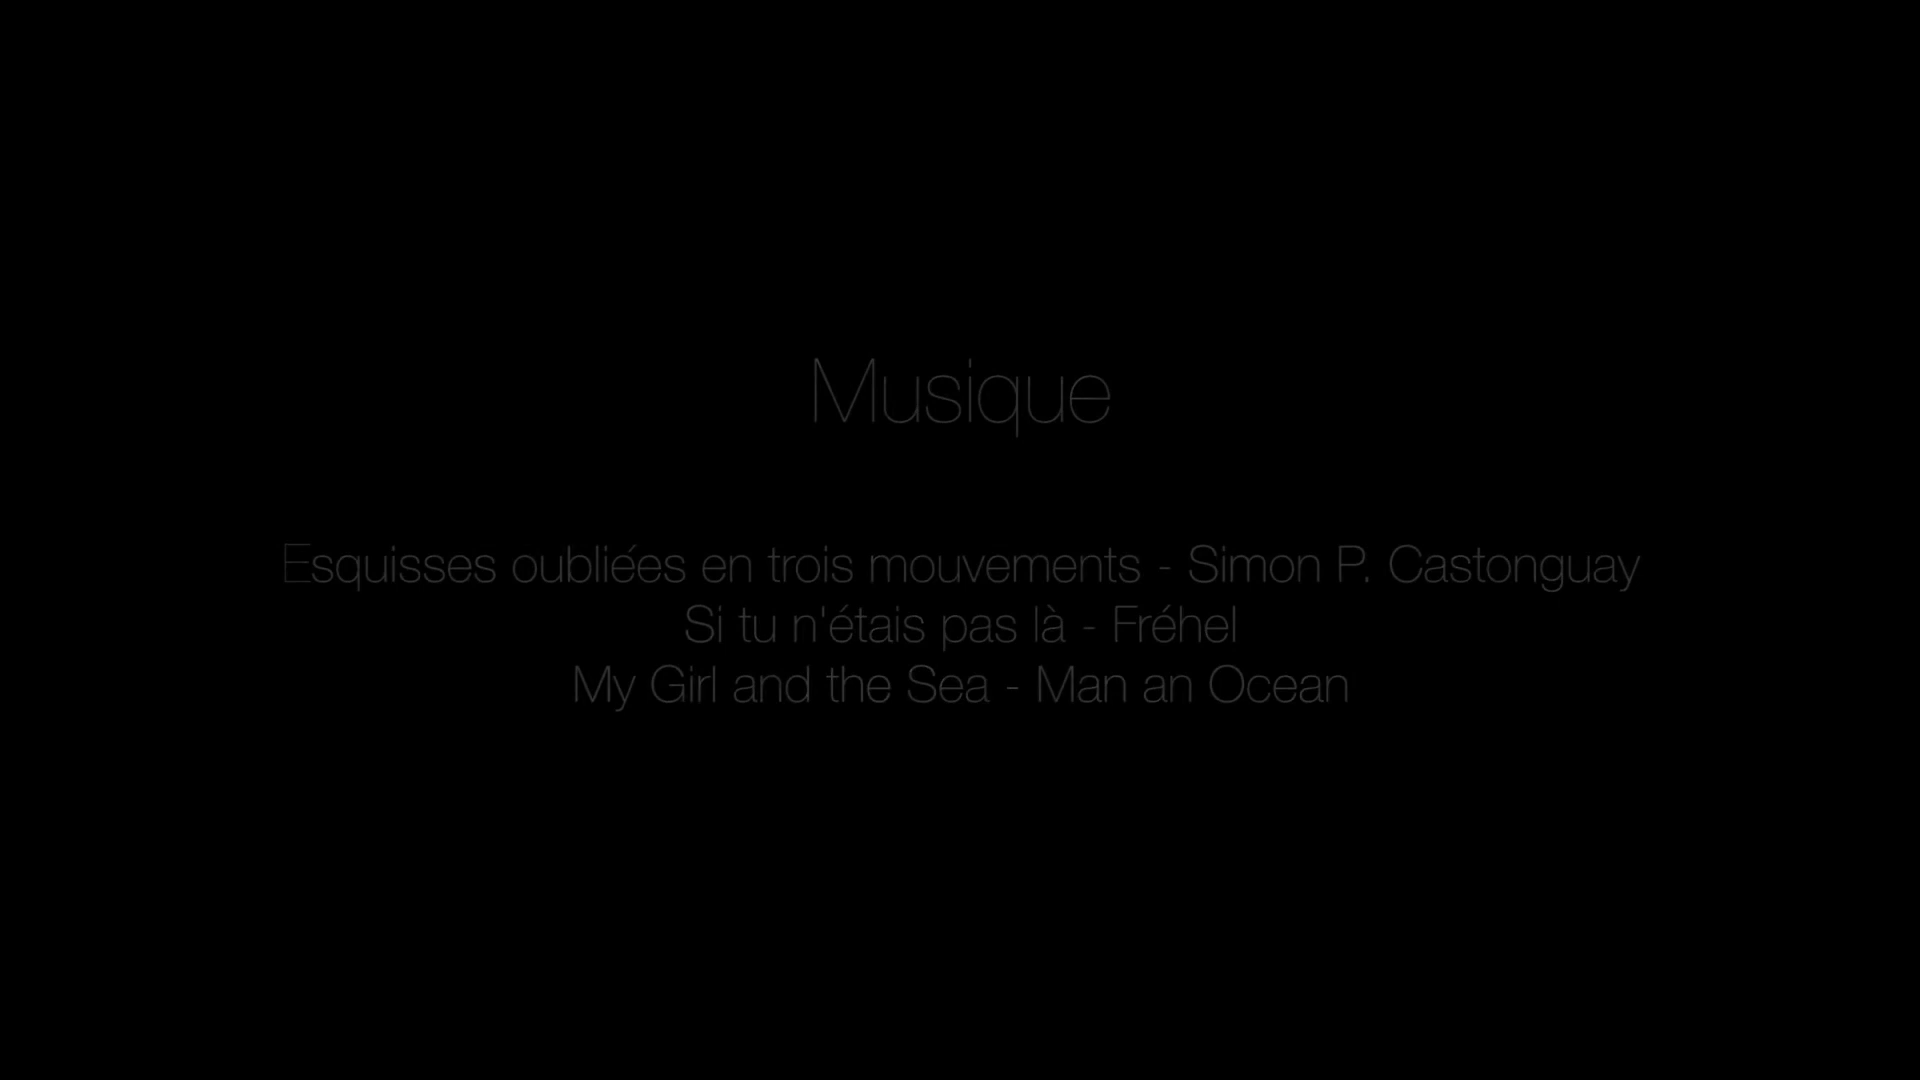 Musique
Esquisses oubliées en trois mouvements - Simon P. Castonguay
Si tu n'étais pas là - Fréhel
My Girl and the Sea - Man an Ocean